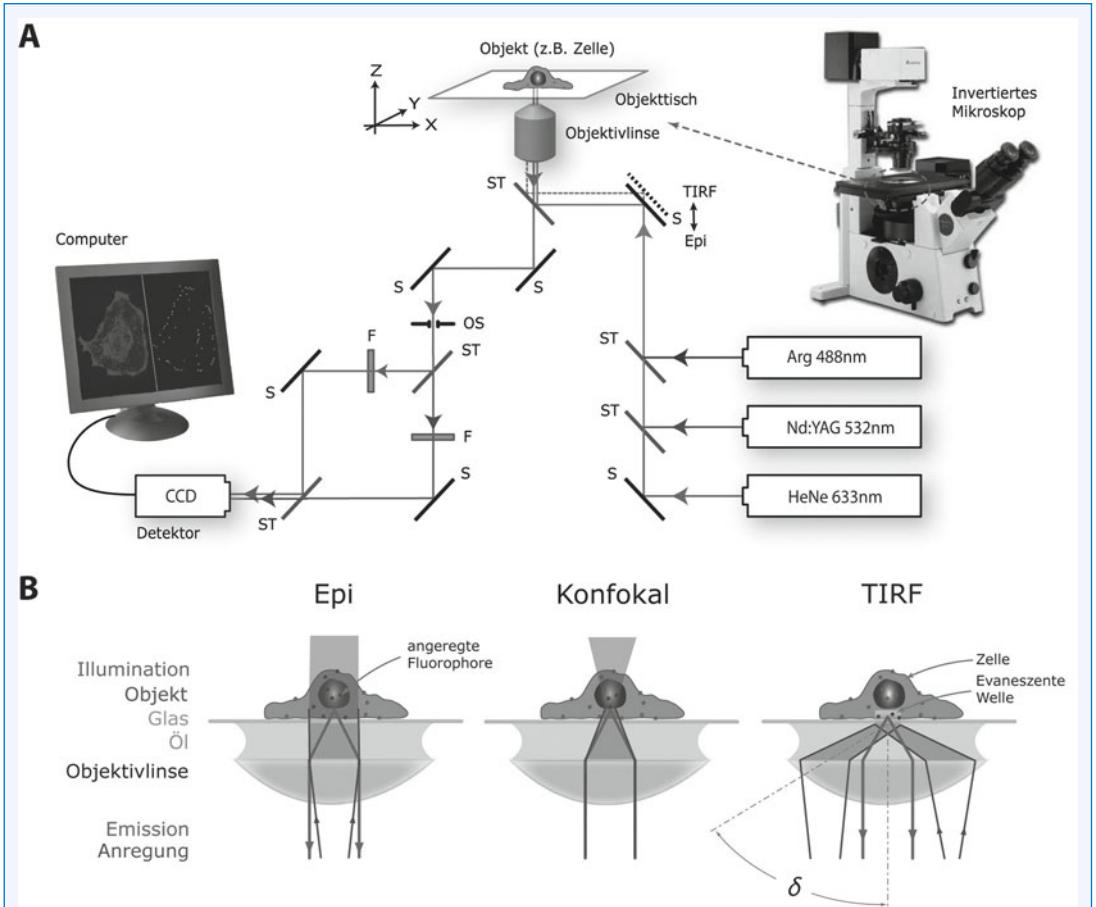 A
Objekt (z.B. Zelle)
Z
Y
X
Objekttisch
Objektivlinse
Invertiertes
Mikroskop
ST
TIRF
S
Epi
Computer
S
S
OS
F
ST
S
F
S
CCD
Detektor
ST
ST
Arg 488nm
ST
Nd:YAG 532nm
S
HeNe 633nm
B
Epi
Konfokal
TIRF
angeregte
Fluorophore
Zelle
Evaneszente
Welle
Illumination
Objekt
Glas
Öl
Objektivlinse
Emission
Anregung
δ